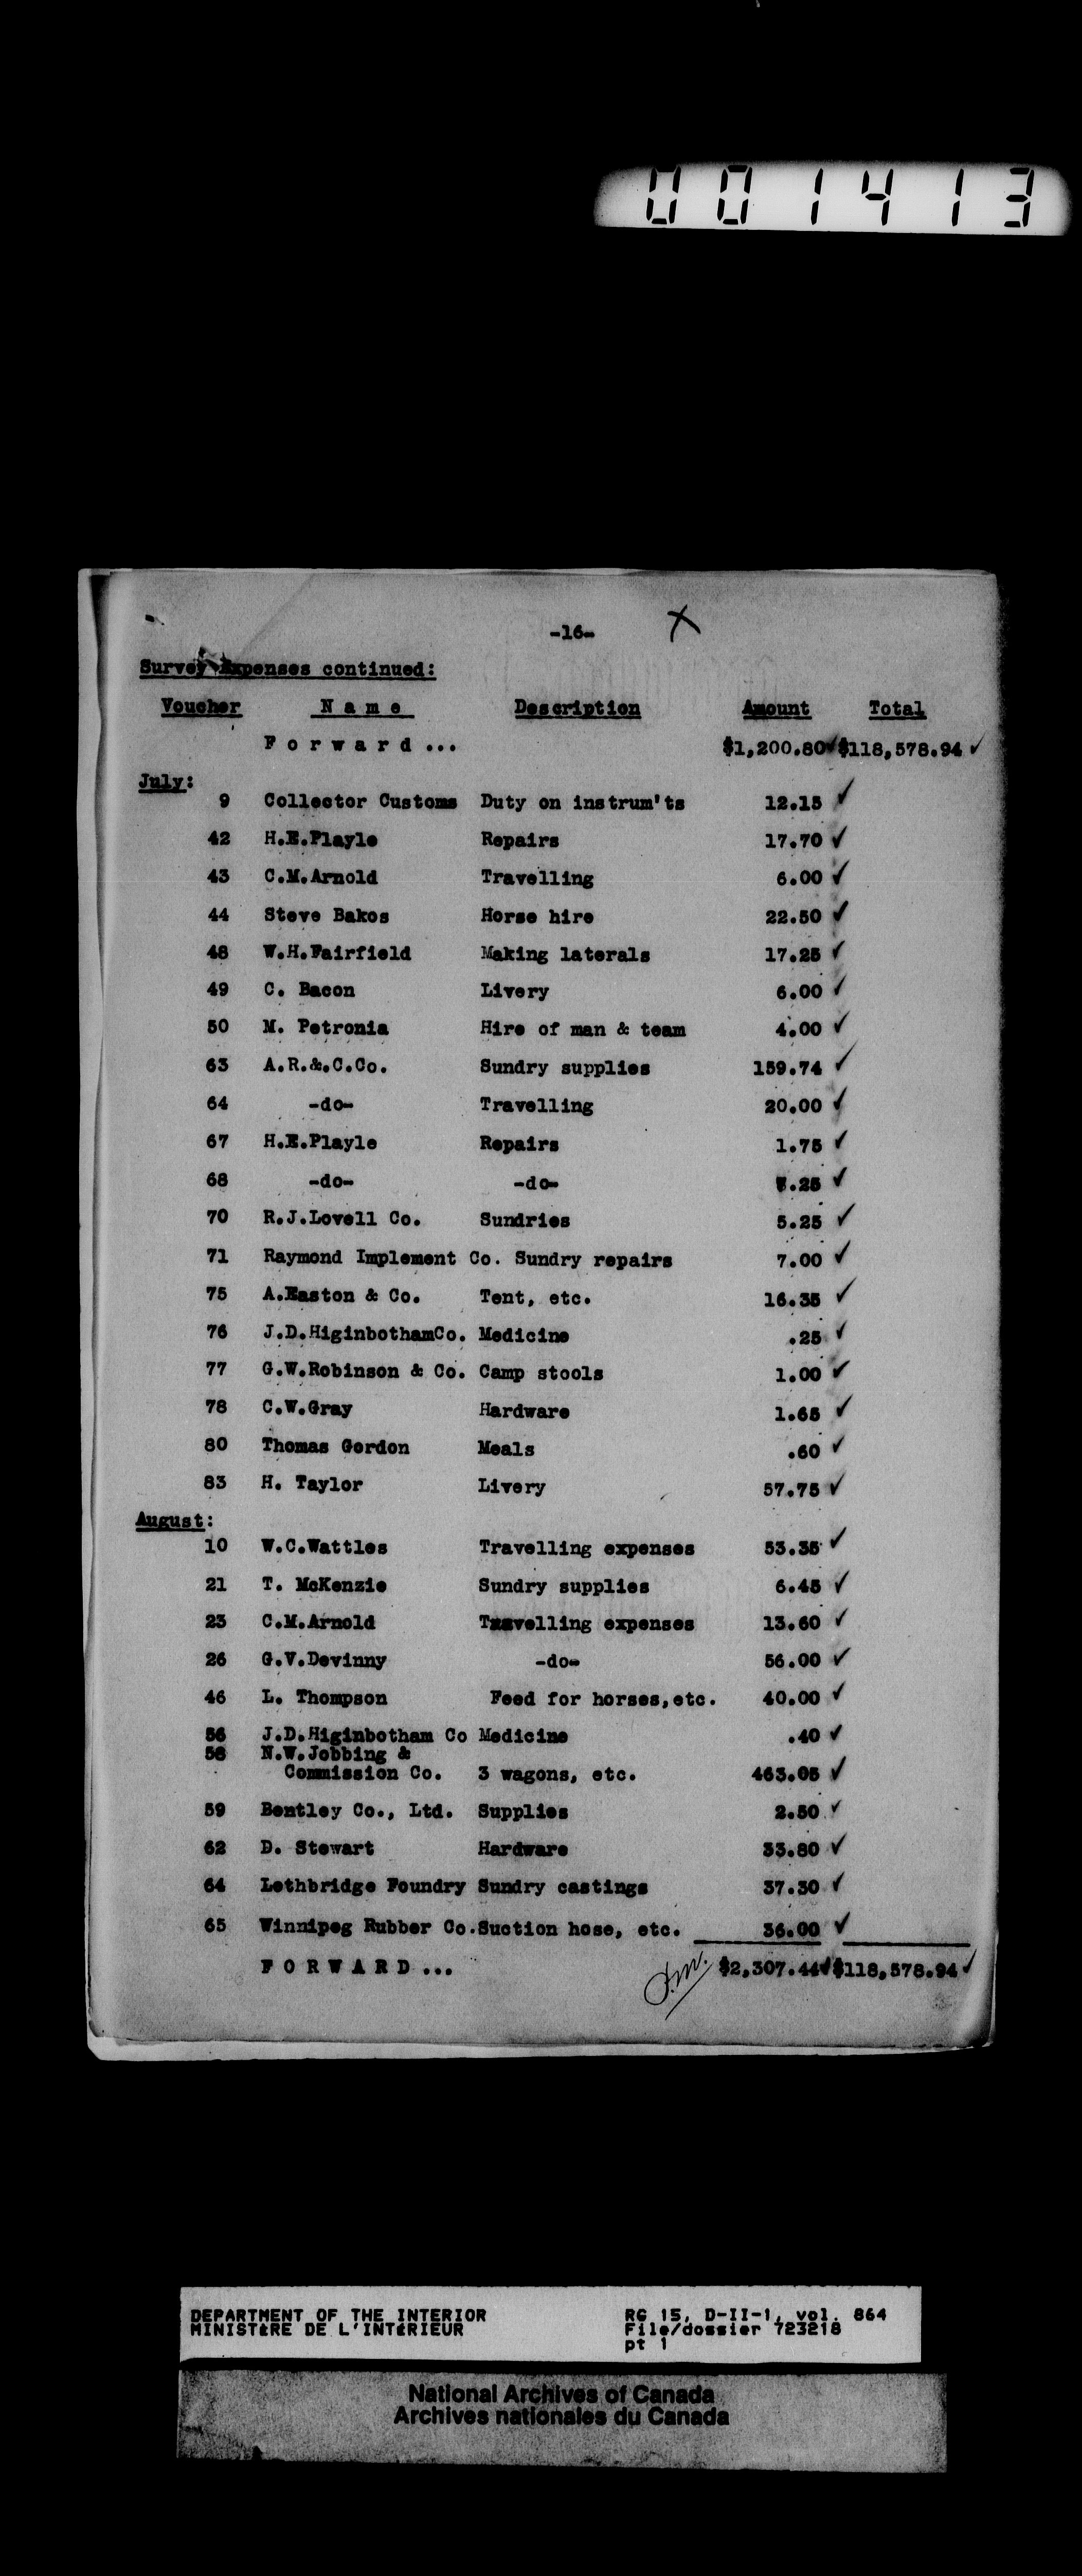 001413
-16-
Survey Expenses continued:
Voucher Name Description Amount Total
Forward... $1,200.80 $118,578.94
July:
9 Collector Customs Duty on instrum'ts 12.15
42 H.E.Playle Repairs 17.70
43 C.M.Arnold Travelling 6.00
44 Steve Bakos Horse hire 22.50
48 W.H.Fairfield Making laterals 17.25
49 C. Bacon Livery 6.00
50 M. Petronia Hire of man & team 4.00
63 A.R.&.C.Co. Sundry supplies 159.74
64 -do- Travelling 20.00
67 H.E.Playle Repairs 1.75
68 -do- -do- 7.25
70 R.J.Lovell Co. Sundries 5.25
71 Raymond Implement Co. Sundry repairs 7.00
75 A.Easton & Co. Tent, etc. 16.35
76 J.D.HiginbothamCo. Medicine .25
77 G.W.Robinson & Co. Camp stools 1.00
78 C.W.Gray Hardware 1.65
80 Thomas Gordon Meals .60
83 H. Taylor Livery 57.75
August:
10 W.C.Wattles Travelling expenses 53.35
21 T. McKenzie Sundry supplies 6.45
23 C.M.Arnold Travelling expenses 13.60
26 G.V.Devinny -do- 56.00
46 L. Thompson Feed for horses,etc. 40.00
56 J.D.Higinbotham Co Medicine .40
58 N.W.Jobbing &
Commission Co. 3 wagons, etc. 463.05
59 Bentley Co., Ltd. Supplies 2.50
62 D. Stewart Hardware 33.80
64 Lethbridge Foundry Sundry castings 37.30
65 Winnipeg Rubber Co. Suction hose, etc. 36.00
FORWARD... $2,307.44 $118,578.94
DEPARTMENT OF THE INTERIOR RG 15, D-II-1, vol. 864
MINISTÈRE DE L'INTÉRIEUR File/dossier 723218
pt 1
National Archives of Canada
Archives nationales du Canada